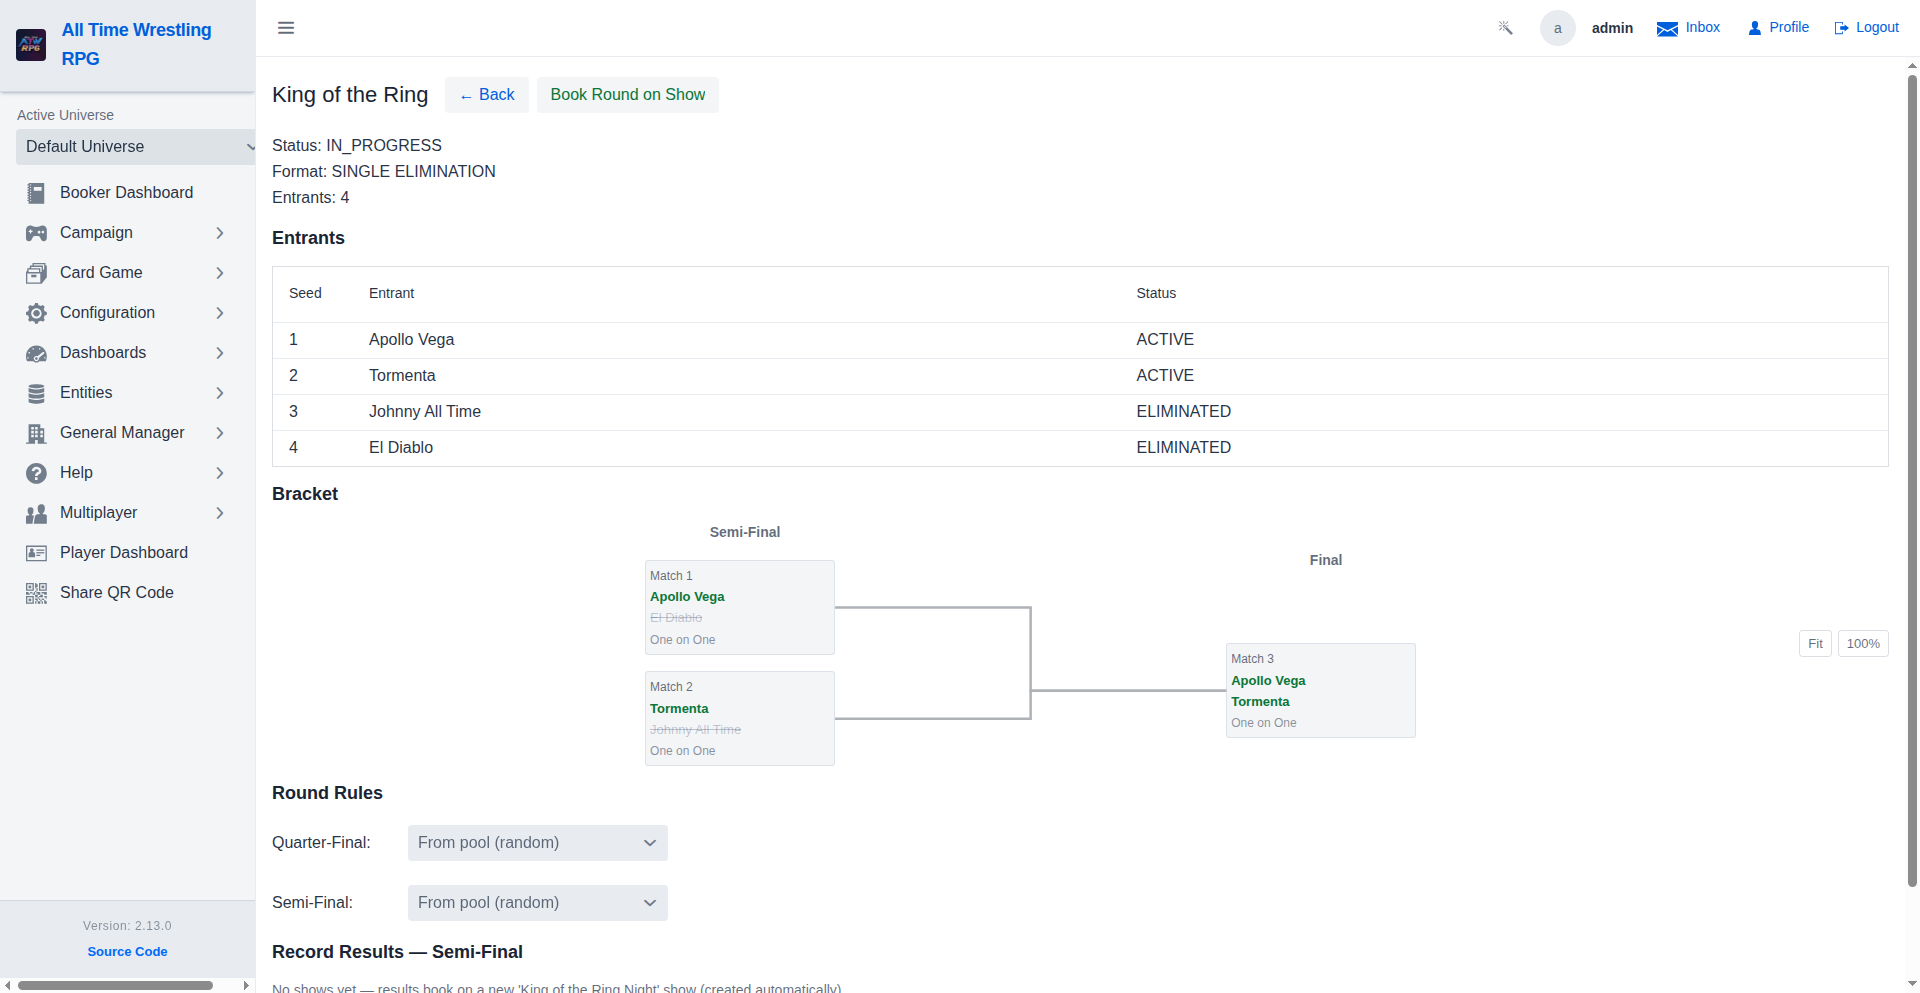 All Time Wrestling
RPG
a
admin
Inbox
Profile
Logout
Active Universe
Default Universe
Booker Dashboard
Campaign
Card Game
Configuration
Dashboards
Entities
General Manager
Help
Multiplayer
Player Dashboard
Share QR Code
Version: 2.13.0
Source Code
King of the Ring
← Back
Book Round on Show
Status: IN_PROGRESS
Format: SINGLE ELIMINATION
Entrants: 4
Entrants
Seed Entrant Status
1 Apollo Vega ACTIVE
2 Tormenta ACTIVE
3 Johnny All Time ELIMINATED
4 El Diablo ELIMINATED
Bracket
Semi-Final
Match 1
Apollo Vega
El Diablo
One on One
Match 2
Tormenta
Johnny All Time
One on One
Final
Match 3
Apollo Vega
Tormenta
One on One
Fit
100%
Round Rules
Quarter-Final: From pool (random)
Semi-Final: From pool (random)
Record Results — Semi-Final
No shows yet — results book on a new 'King of the Ring Night' show (created automatically)